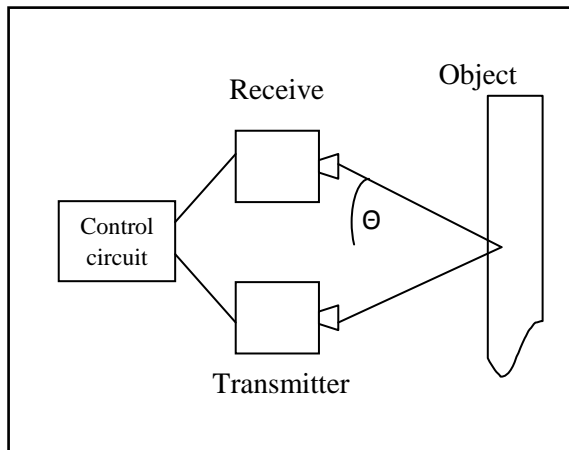 Object
Receive
Control
circuit
Θ
Transmitter